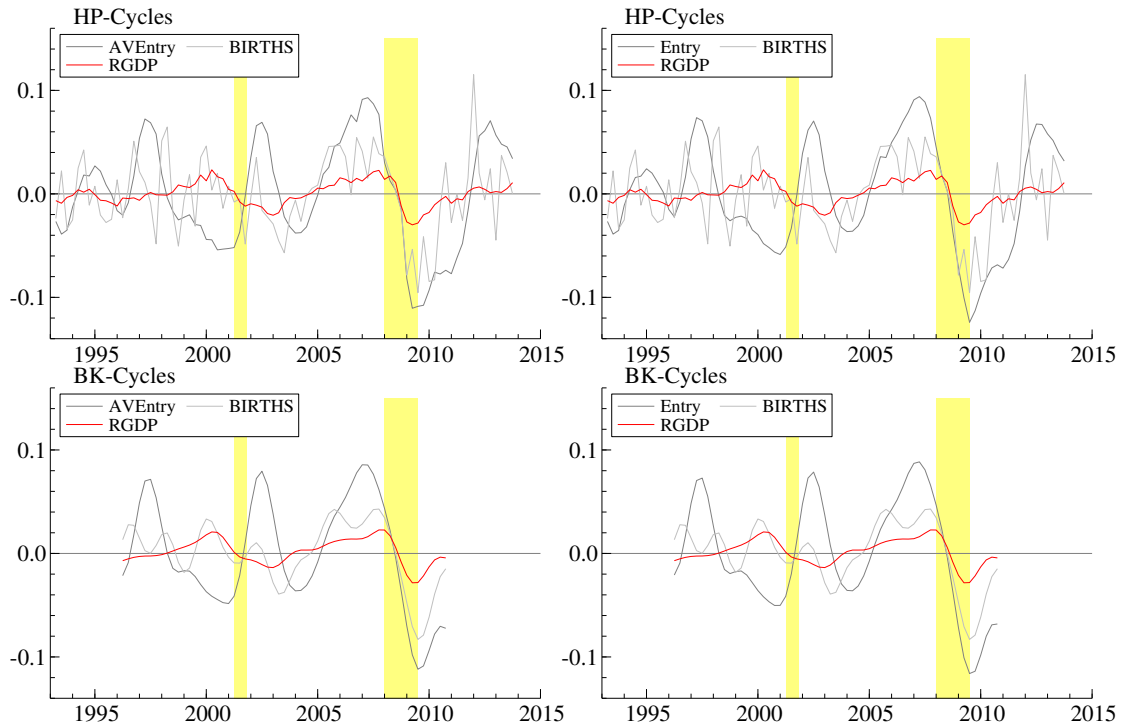 HP-Cycles
AVEntry BIRTHS
RGDP
0.1
0.0
-0.1
1995 2000 2005 2010 2015
HP-Cycles
Entry BIRTHS
RGDP
0.1
0.0
-0.1
1995 2000 2005 2010 2015
BK-Cycles
AVEntry BIRTHS
RGDP
0.1
0.0
-0.1
1995 2000 2005 2010 2015
BK-Cycles
Entry BIRTHS
RGDP
0.1
0.0
-0.1
1995 2000 2005 2010 2015